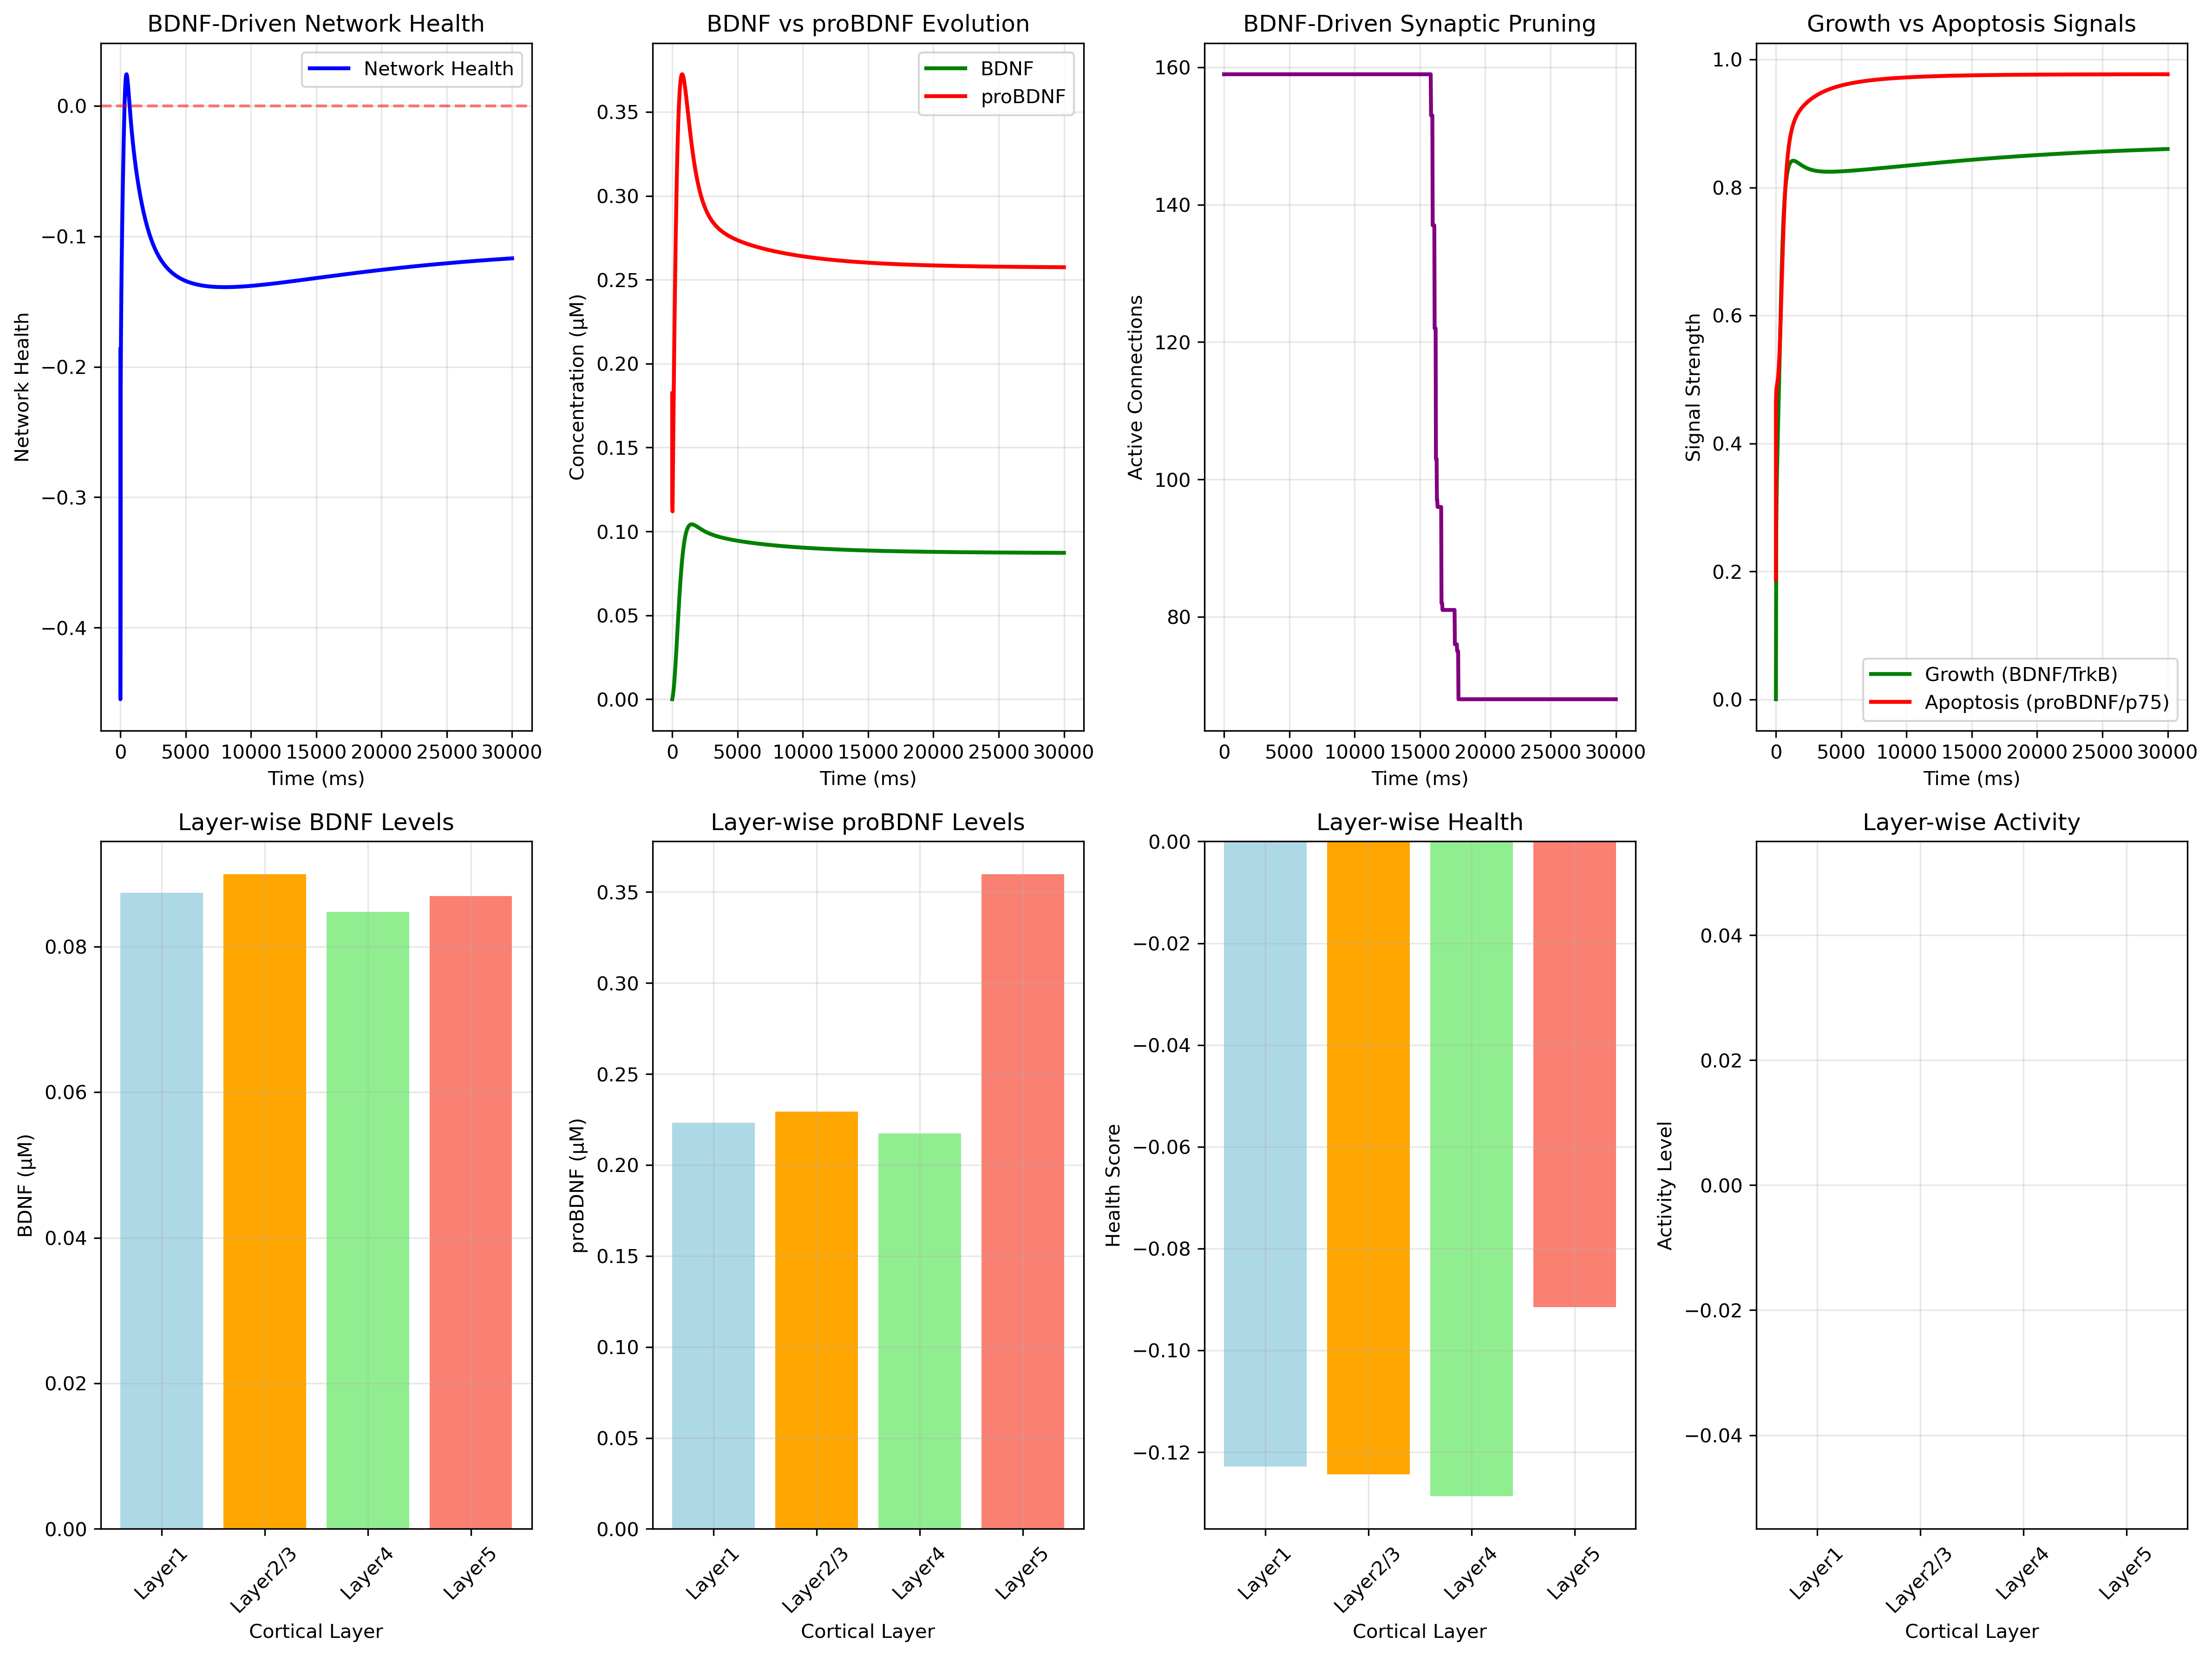 BDNF-Driven Network Health
Network Health
0.0
−0.1
−0.2
−0.3
−0.4
Network Health
0 5000 10000 15000 20000 25000 30000
Time (ms)
BDNF vs proBDNF Evolution
BDNF
proBDNF
0.35
0.30
0.25
0.20
0.15
0.10
0.05
0.00
Concentration (μM)
0 5000 10000 15000 20000 25000 30000
Time (ms)
BDNF-Driven Synaptic Pruning
160
140
120
100
80
Active Connections
0 5000 10000 15000 20000 25000 30000
Time (ms)
Growth vs Apoptosis Signals
1.0
0.8
0.6
0.4
0.2
0.0
Signal Strength
Growth (BDNF/TrkB)
Apoptosis (proBDNF/p75)
0 5000 10000 15000 20000 25000 30000
Time (ms)
Layer-wise BDNF Levels
0.08
0.06
0.04
0.02
0.00
BDNF (μM)
Layer1
Layer2/3
Layer4
Layer5
Cortical Layer
Layer-wise proBDNF Levels
0.35
0.30
0.25
0.20
0.15
0.10
0.05
0.00
proBDNF (μM)
Layer1
Layer2/3
Layer4
Layer5
Cortical Layer
Layer-wise Health
0.00
−0.02
−0.04
−0.06
−0.08
−0.10
−0.12
Health Score
Layer1
Layer2/3
Layer4
Layer5
Cortical Layer
Layer-wise Activity
0.04
0.02
0.00
−0.02
−0.04
Activity Level
Layer1
Layer2/3
Layer4
Layer5
Cortical Layer